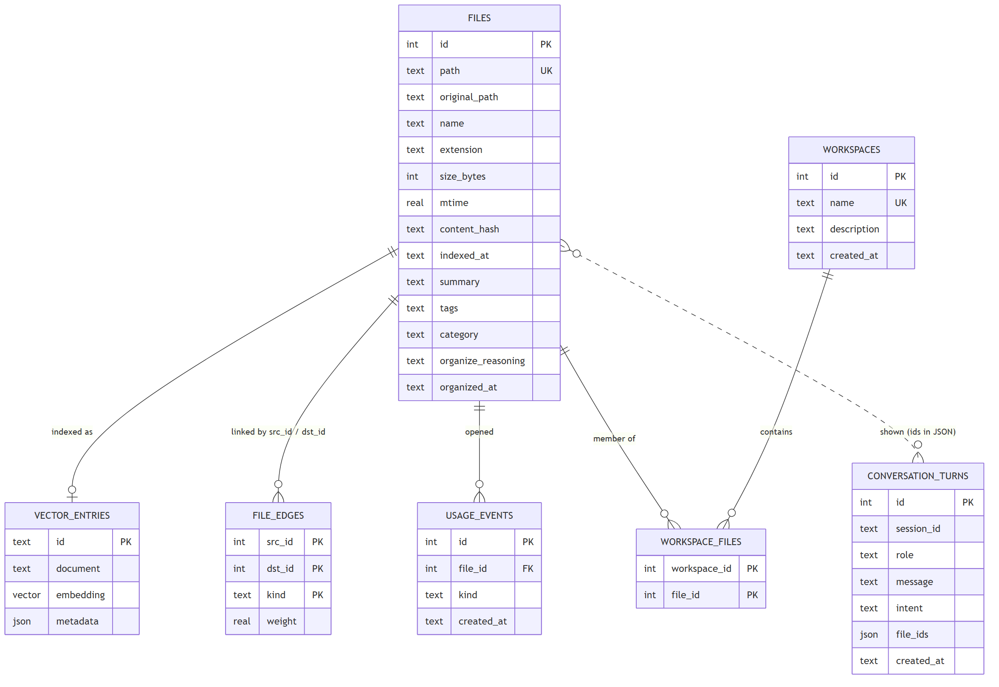 FILES
int id PK
text path UK
text original_path
text name
text extension
int size_bytes
real mtime
text content_hash
text indexed_at
text summary
text tags
text category
text organize_reasoning
text organized_at
WORKSPACES
int id PK
text name UK
text description
text created_at
indexed as
linked by src_id / dst_id
opened
member of
contains
shown (ids in JSON)
VECTOR_ENTRIES
text id PK
text document
vector embedding
json metadata
FILE_EDGES
int src_id PK
int dst_id PK
text kind PK
real weight
USAGE_EVENTS
int id PK
int file_id FK
text kind
text created_at
WORKSPACE_FILES
int workspace_id PK
int file_id PK
CONVERSATION_TURNS
int id PK
text session_id
text role
text message
text intent
json file_ids
text created_at